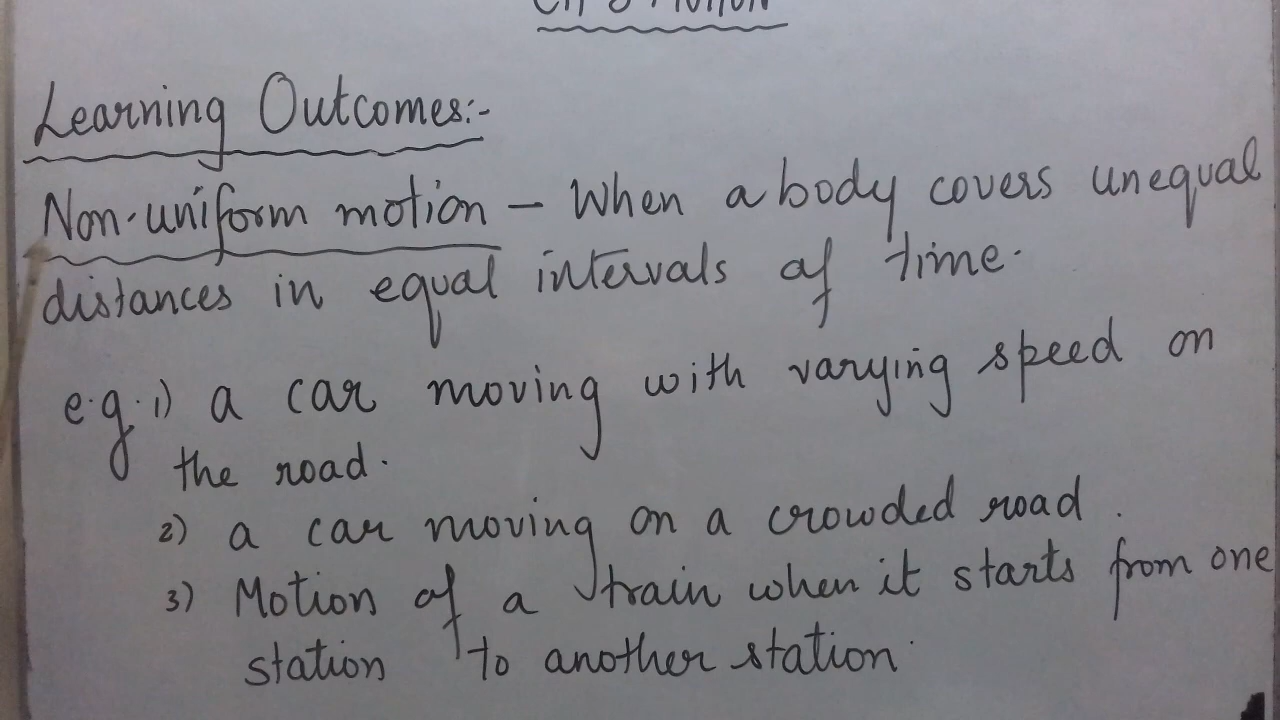 Learning Outcomes:-
Non-uniform motion - When a body covers unequal
distances in equal intervals of time.
e.g. 1) a car moving with varying speed on
the road.
2) a car moving on a crowded road.
3) Motion of a train when it starts from one
station to another station.